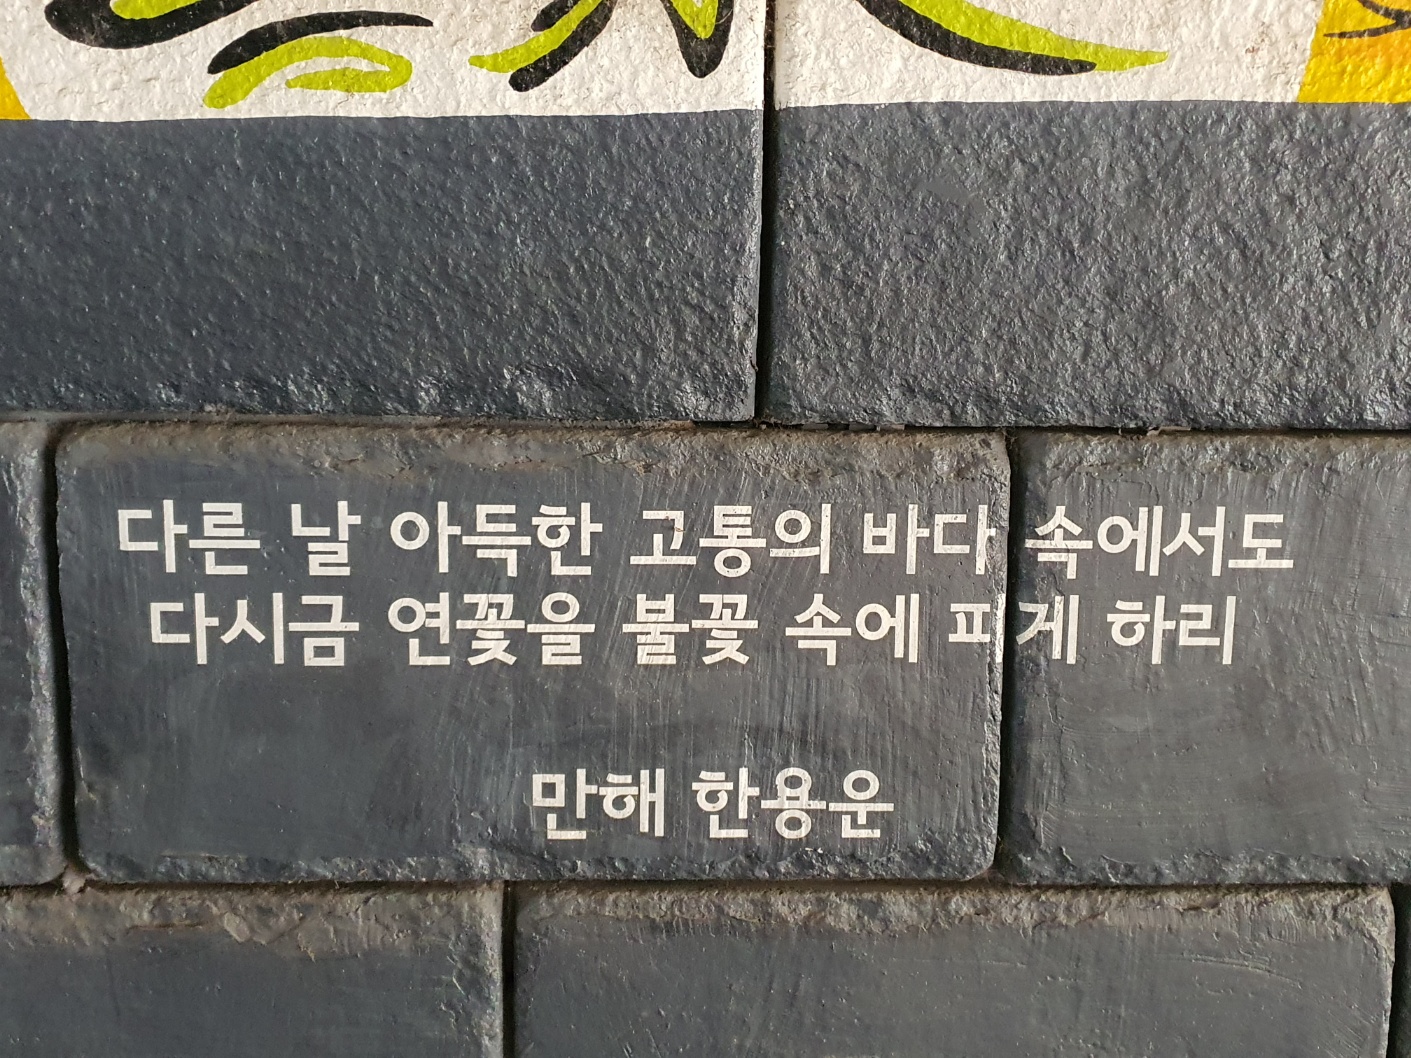 다른 날 아득한 고통의 바다 속에서도
다시금 연꽃을 불꽃 속에 피게 하리
만해 한용운